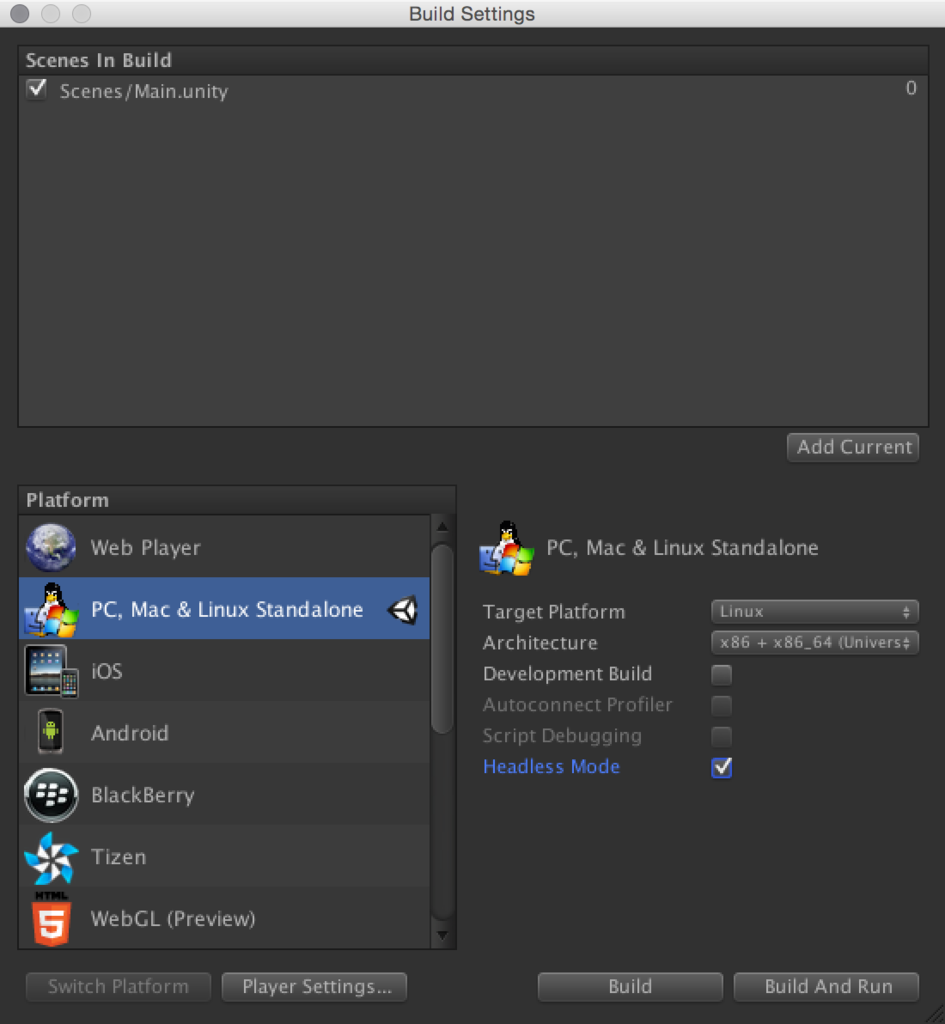 Build Settings
Scenes In Build
Scenes/Main.unity 0
Add Current
Platform
Web Player
PC, Mac & Linux Standalone
iOS
Android
BlackBerry
Tizen
HTML
5
WebGL (Preview)
PC, Mac & Linux Standalone
Target Platform Linux
Architecture x86 + x86_64 (Univers
Development Build
Autoconnect Profiler
Script Debugging
Headless Mode
Switch Platform Player Settings... Build Build And Run